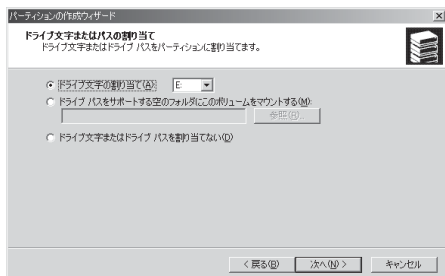 パーティションの作成ウィザード
ドライブ文字またはパスの割り当て
ドライブ文字またはドライブ パスをパーティションに割り当てます。
ドライブ文字の割り当て(A): E:
ドライブ パスをサポートする空のフォルダにこのボリュームをマウントする(M):
参照(R)...
ドライブ文字またはドライブ パスを割り当てない(D)
< 戻る(B) 次へ(N) > キャンセル